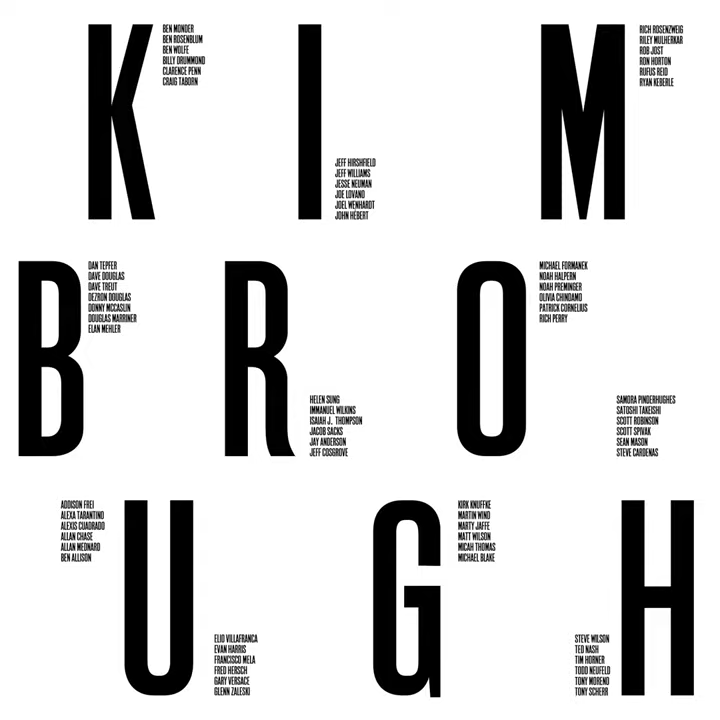 K
BEN MONDER
BEN ROSENBLUM
BEN WOLFE
BILLY DRUMMOND
CLARENCE PENN
CRAIG TABORN
I
JEFF HIRSHFIELD
JEFF WILLIAMS
JESSE NEUMAN
JOE LOVANO
JOEL WENHARDT
JOHN HÉBERT
M
RICH ROSENZWEIG
RILEY MULHERKAR
ROB JOST
RON HORTON
RUFUS REID
RYAN KEBERLE
B
DAN TEPFER
DAVE DOUGLAS
DAVE TREUT
DEZRON DOUGLAS
DONNY MCCASLIN
DOUGLAS MARRINER
ELAN MEHLER
R
HELEN SUNG
IMMANUEL WILKINS
ISAIAH J. THOMPSON
JACOB SACKS
JAY ANDERSON
JEFF COSGROVE
O
MICHAEL FORMANEK
NOAH HALPERN
NOAH PREMINGER
OLIVIA CHINDAMO
PATRICK CORNELIUS
RICH PERRY
SAMORA PINDERHUGHES
SATOSHI TAKEISHI
SCOTT ROBINSON
SCOTT SPIVAK
SEAN MASON
STEVE CARDENAS
ADDISON FREI
ALEXA TARANTINO
ALEXIS CUADRADO
ALLAN CHASE
ALLAN MEDNARD
BEN ALLISON
U
ELIO VILLAFRANCA
EVAN HARRIS
FRANCISCO MELA
FRED HERSCH
GARY VERSACE
GLENN ZALESKI
G
KIRK KNUFFKE
MARTIN WIND
MARTY JAFFE
MATT WILSON
MICAH THOMAS
MICHAEL BLAKE
STEVE WILSON
TED NASH
TIM HORNER
TODD NEUFELD
TONY MORENO
TONY SCHERR
H